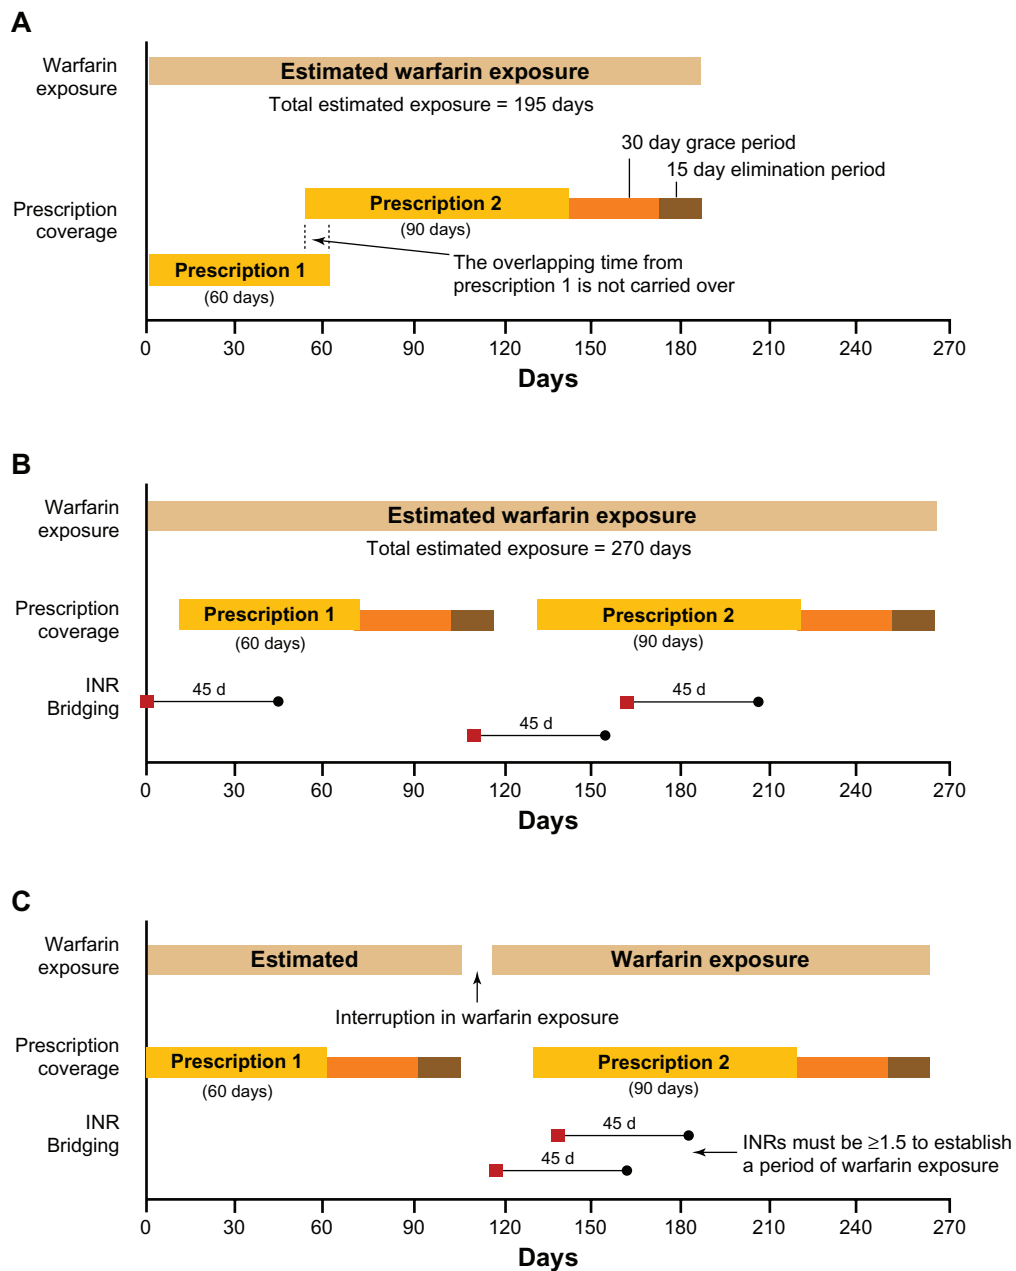 A
Warfarin
exposure
Estimated warfarin exposure
Total estimated exposure = 195 days
30 day grace period
15 day elimination period
Prescription
coverage
Prescription 2
(90 days)
The overlapping time from
prescription 1 is not carried over
Prescription 1
(60 days)
0 30 60 90 120 150 180 210 240 270
Days
B
Warfarin
exposure
Estimated warfarin exposure
Total estimated exposure = 270 days
Prescription
coverage
Prescription 1
(60 days)
Prescription 2
(90 days)
INR
Bridging
45 d
45 d
45 d
0 30 60 90 120 150 180 210 240 270
Days
C
Warfarin
exposure
Estimated
Warfarin exposure
Interruption in warfarin exposure
Prescription
coverage
Prescription 1
(60 days)
Prescription 2
(90 days)
INR
Bridging
45 d
45 d
INRs must be ≥1.5 to establish
a period of warfarin exposure
0 30 60 90 120 150 180 210 240 270
Days